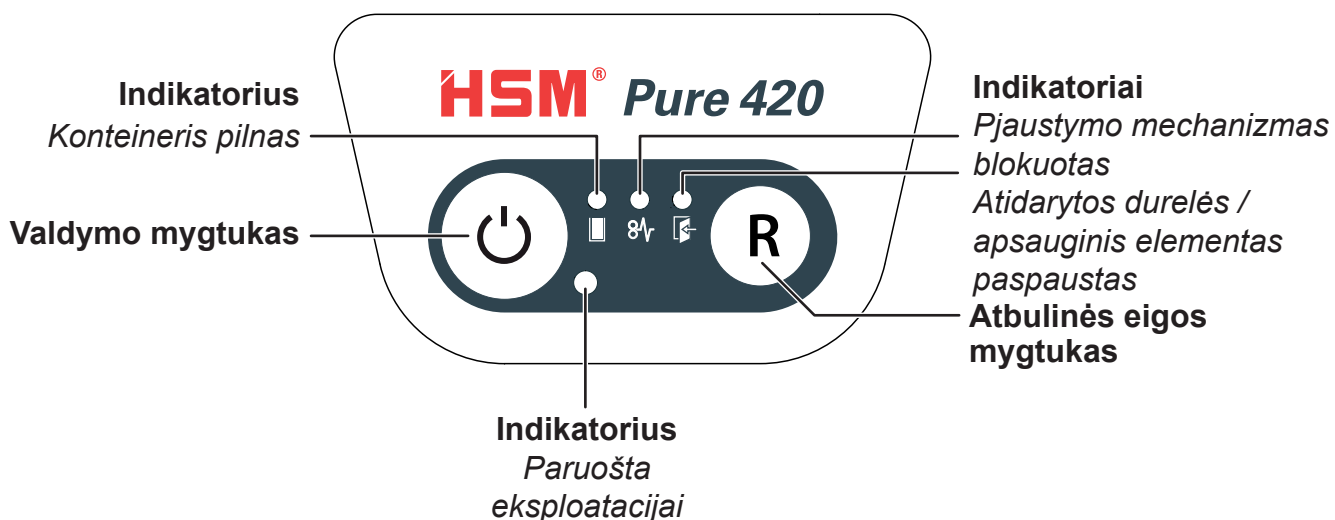 HSM® Pure 420
Indikatorius
Konteineris pilnas
Valdymo mygtukas
R
Indikatoriai
Pjaustymo mechanizmas
blokuotas
Atidarytos durelės /
apsauginis elementas
paspaustas
Atbulinės eigos
mygtukas
Indikatorius
Paruošta
eksploatacijai